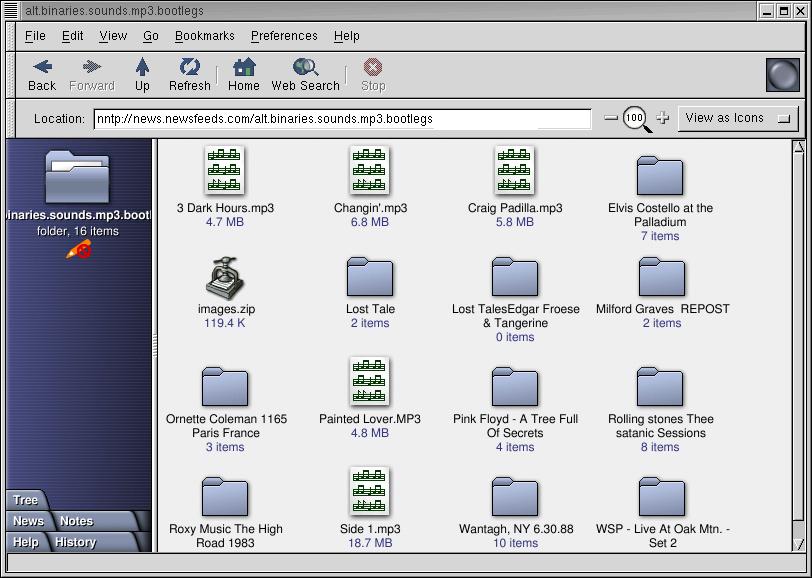 alt.binaries.sounds.mp3.bootlegs
File Edit View Go Bookmarks Preferences Help
Back Forward Up Refresh Home Web Search Stop
Location: nntp://news.newsfeeds.com/alt.binaries.sounds.mp3.bootlegs 100 View as Icons
inaries.sounds.mp3.bootl
folder, 16 items
3 Dark Hours.mp3
4.7 MB
Changin'.mp3
6.8 MB
Craig Padilla.mp3
5.8 MB
Elvis Costello at the
Palladium
7 items
images.zip
119.4 K
Lost Tale
2 items
Lost TalesEdgar Froese
& Tangerine
0 items
Milford Graves  REPOST
2 items
Ornette Coleman 1165
Paris France
3 items
Painted Lover.MP3
4.8 MB
Pink Floyd - A Tree Full
Of Secrets
4 items
Rolling stones Thee
satanic Sessions
8 items
Roxy Music The High
Road 1983
Side 1.mp3
18.7 MB
Wantagh, NY 6.30.88
10 items
WSP - Live At Oak Mtn. -
Set 2
Tree
News Notes
Help History